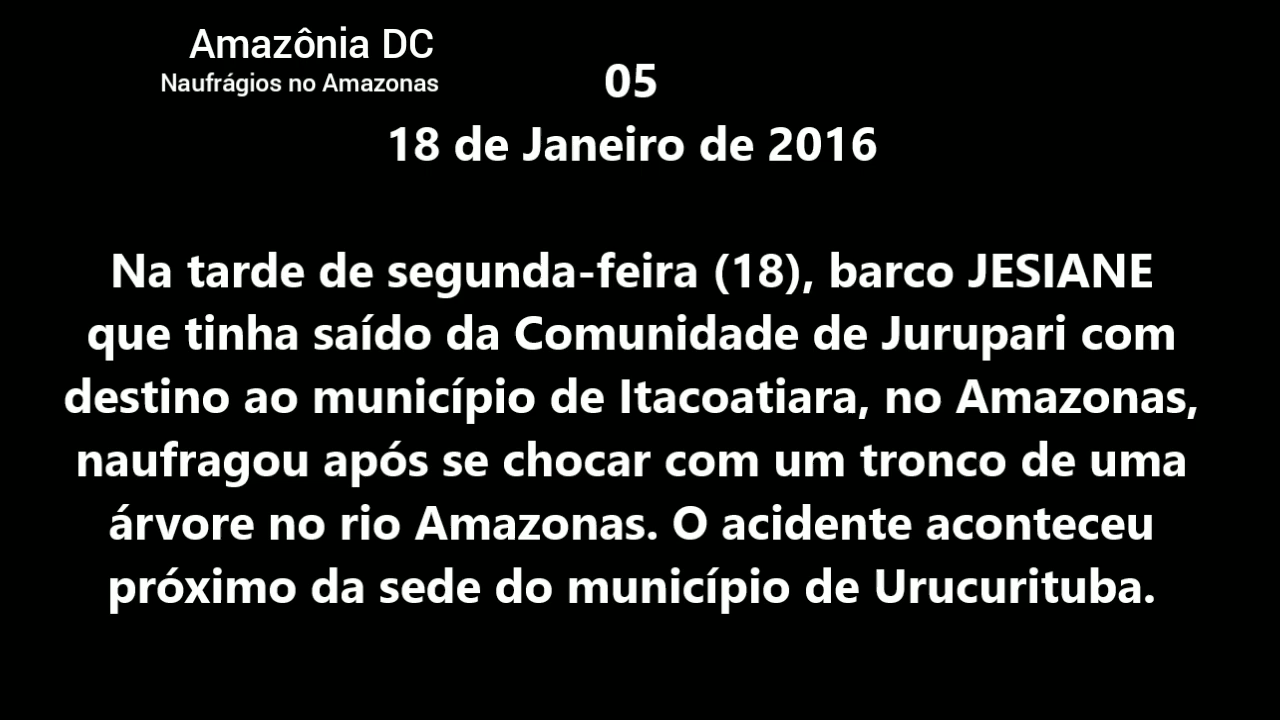 Amazônia DC
Naufrágios no Amazonas
05
18 de Janeiro de 2016
Na tarde de segunda-feira (18), barco JESIANE
que tinha saído da Comunidade de Jurupari com
destino ao município de Itacoatiara, no Amazonas,
naufragou após se chocar com um tronco de uma
árvore no rio Amazonas. O acidente aconteceu
próximo da sede do município de Urucurituba.